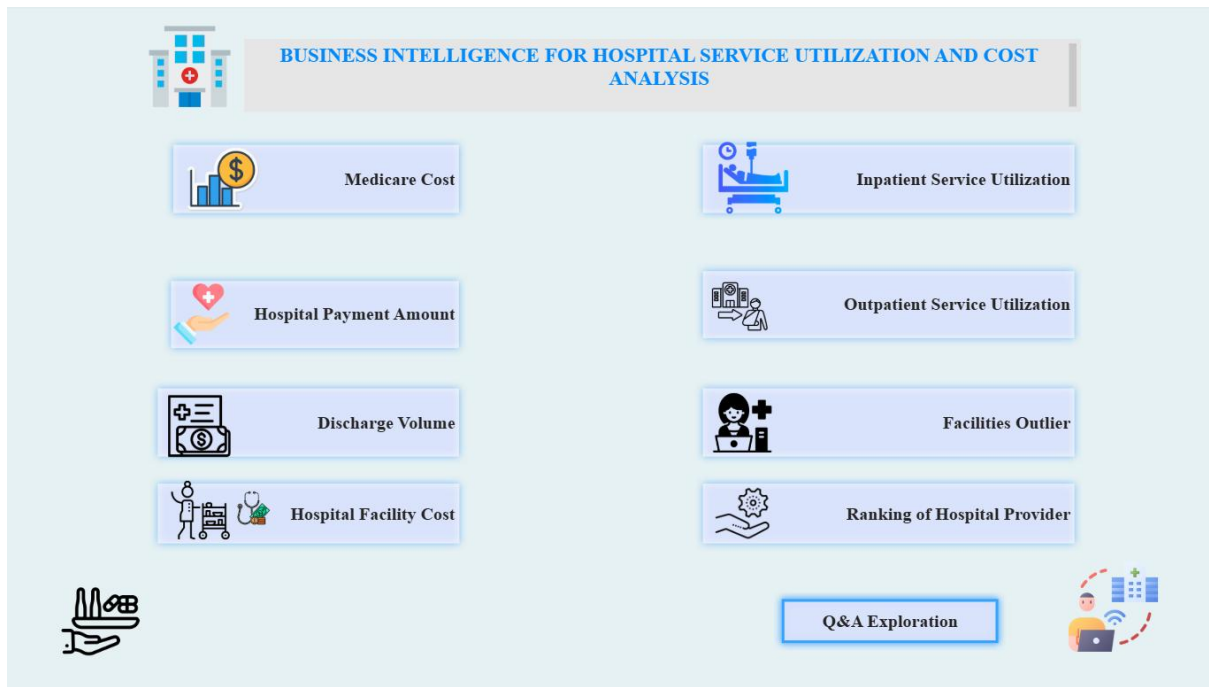 BUSINESS INTELLIGENCE FOR HOSPITAL SERVICE UTILIZATION AND COST
ANALYSIS
Medicare Cost
Inpatient Service Utilization
Hospital Payment Amount
Outpatient Service Utilization
Discharge Volume
Facilities Outlier
Hospital Facility Cost
Ranking of Hospital Provider
Q&A Exploration